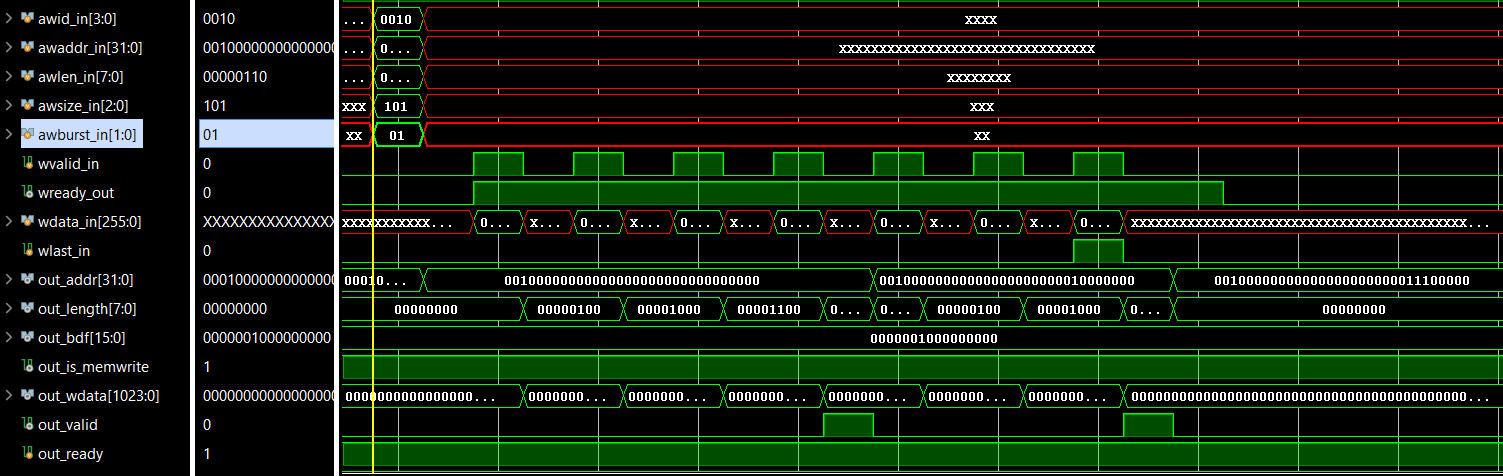 awid_in[3:0] 0010 ... 0010 XXXX
awaddr_in[31:0] 00100000000000000 ... 0... XXXXXXXXXXXXXXXXXXXXXXXXXXXXXXXX
awlen_in[7:0] 00000110 ... 0... XXXXXXXX
awsize_in[2:0] 101 XXX 101 XXX
awburst_in[1:0] 01 XX 01 XX
wvalid_in 0
wready_out 0
wdata_in[255:0] XXXXXXXXXXXXXXXX XXXXXXXXXXX... 0... X... 0... X... 0... X... 0... X... 0... X... 0... X... 0... XXXXXXXXXXXXXXXXXXXXXXXXXXXXXXXXXXXXXXXXXX...
wlast_in 0
out_addr[31:0] 00010000000000000 00010... 00100000000000000000000000000000 00100000000000000000000010000000 00100000000000000000000011100000
out_length[7:0] 00000000 00000000 00000100 00001000 00001100 0... 0... 00000100 00001000 0... 00000000
out_bdf[15:0] 0000001000000000 0000001000000000
out_is_memwrite 1
out_wdata[1023:0] 00000000000000000 0000000000000000... 0000000... 0000000... 0000000... 0000000... 0000000... 0000000... 000000000000000000000000000000000000000000...
out_valid 0
out_ready 1